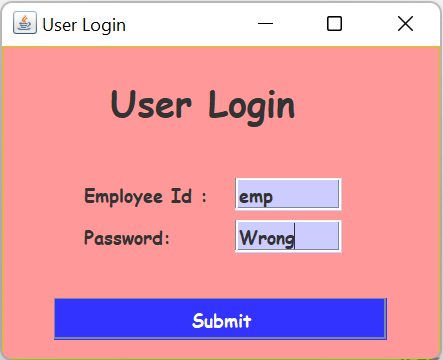 User Login
User Login
Employee Id : emp
Password: Wrong
Submit